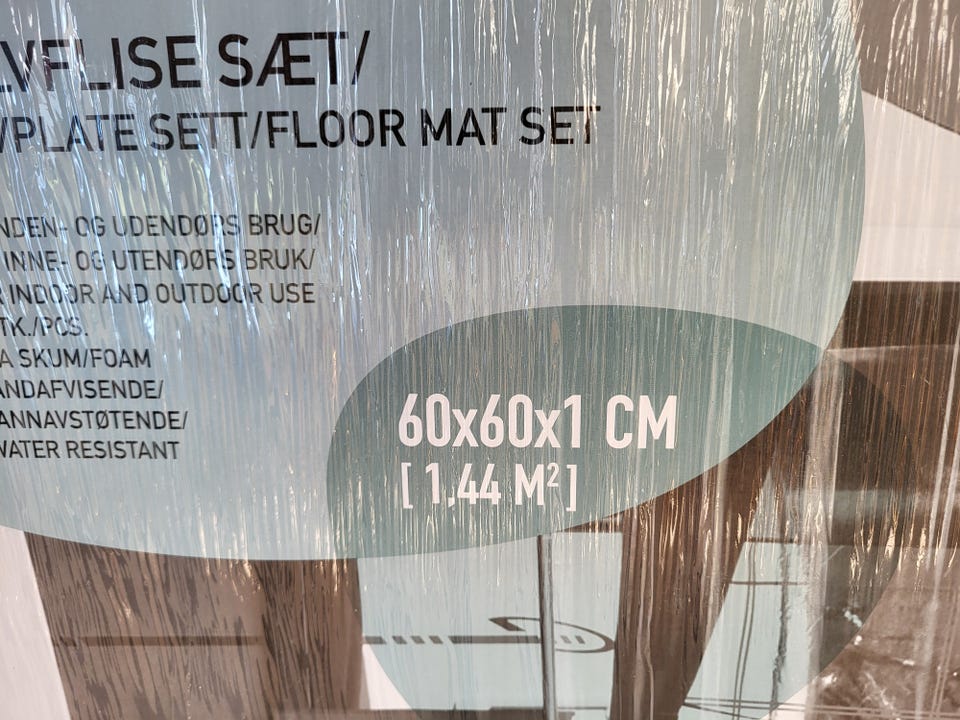 LVFLISE SÆT/
/PLATE SETT/FLOOR MAT SET
NDEN- OG UDENDØRS BRUG/
INNE- OG UTENDØRS BRUK/
R INDOOR AND OUTDOOR USE
TK./PCS.
A SKUM/FOAM
ANDAFVISENDE/
ANNAVSTØTENDE/
WATER RESISTANT
60x60x1 CM
[ 1,44 M² ]